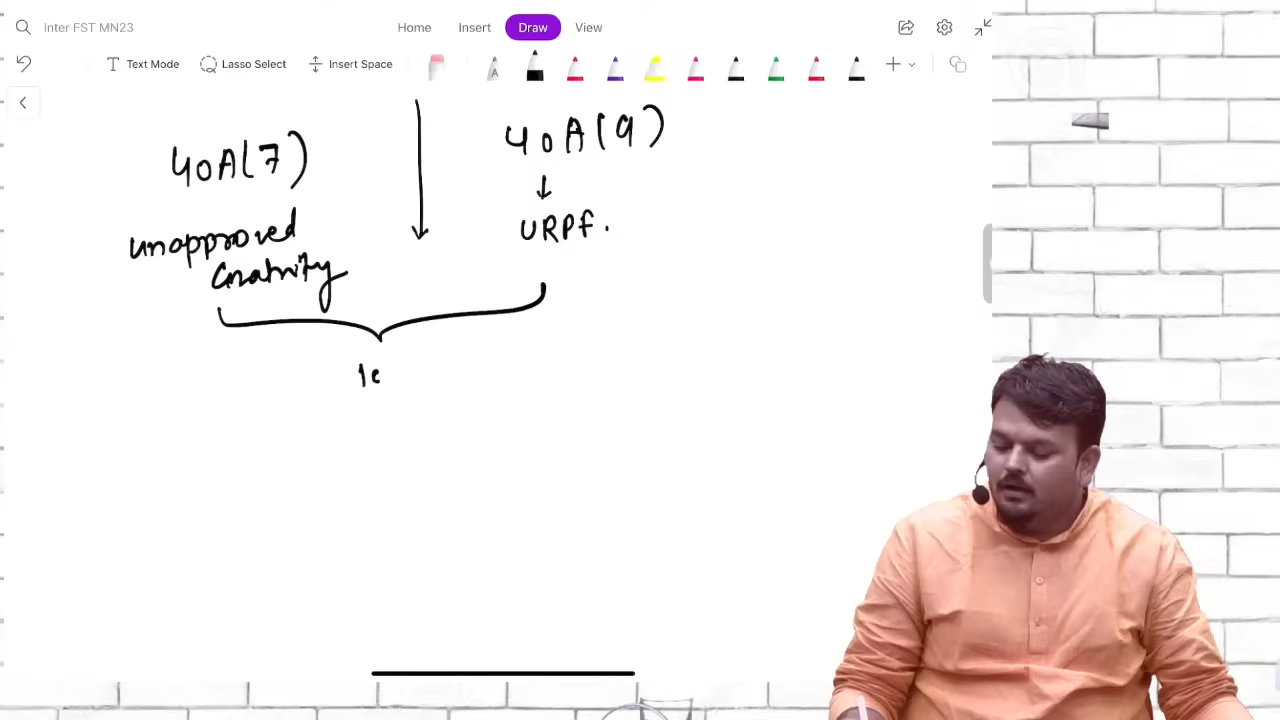 Inter FST MN23
Home Insert Draw View
Text Mode Lasso Select Insert Space
A
40A(7)
40A(9)
unapproved
URPF.
Gratuity